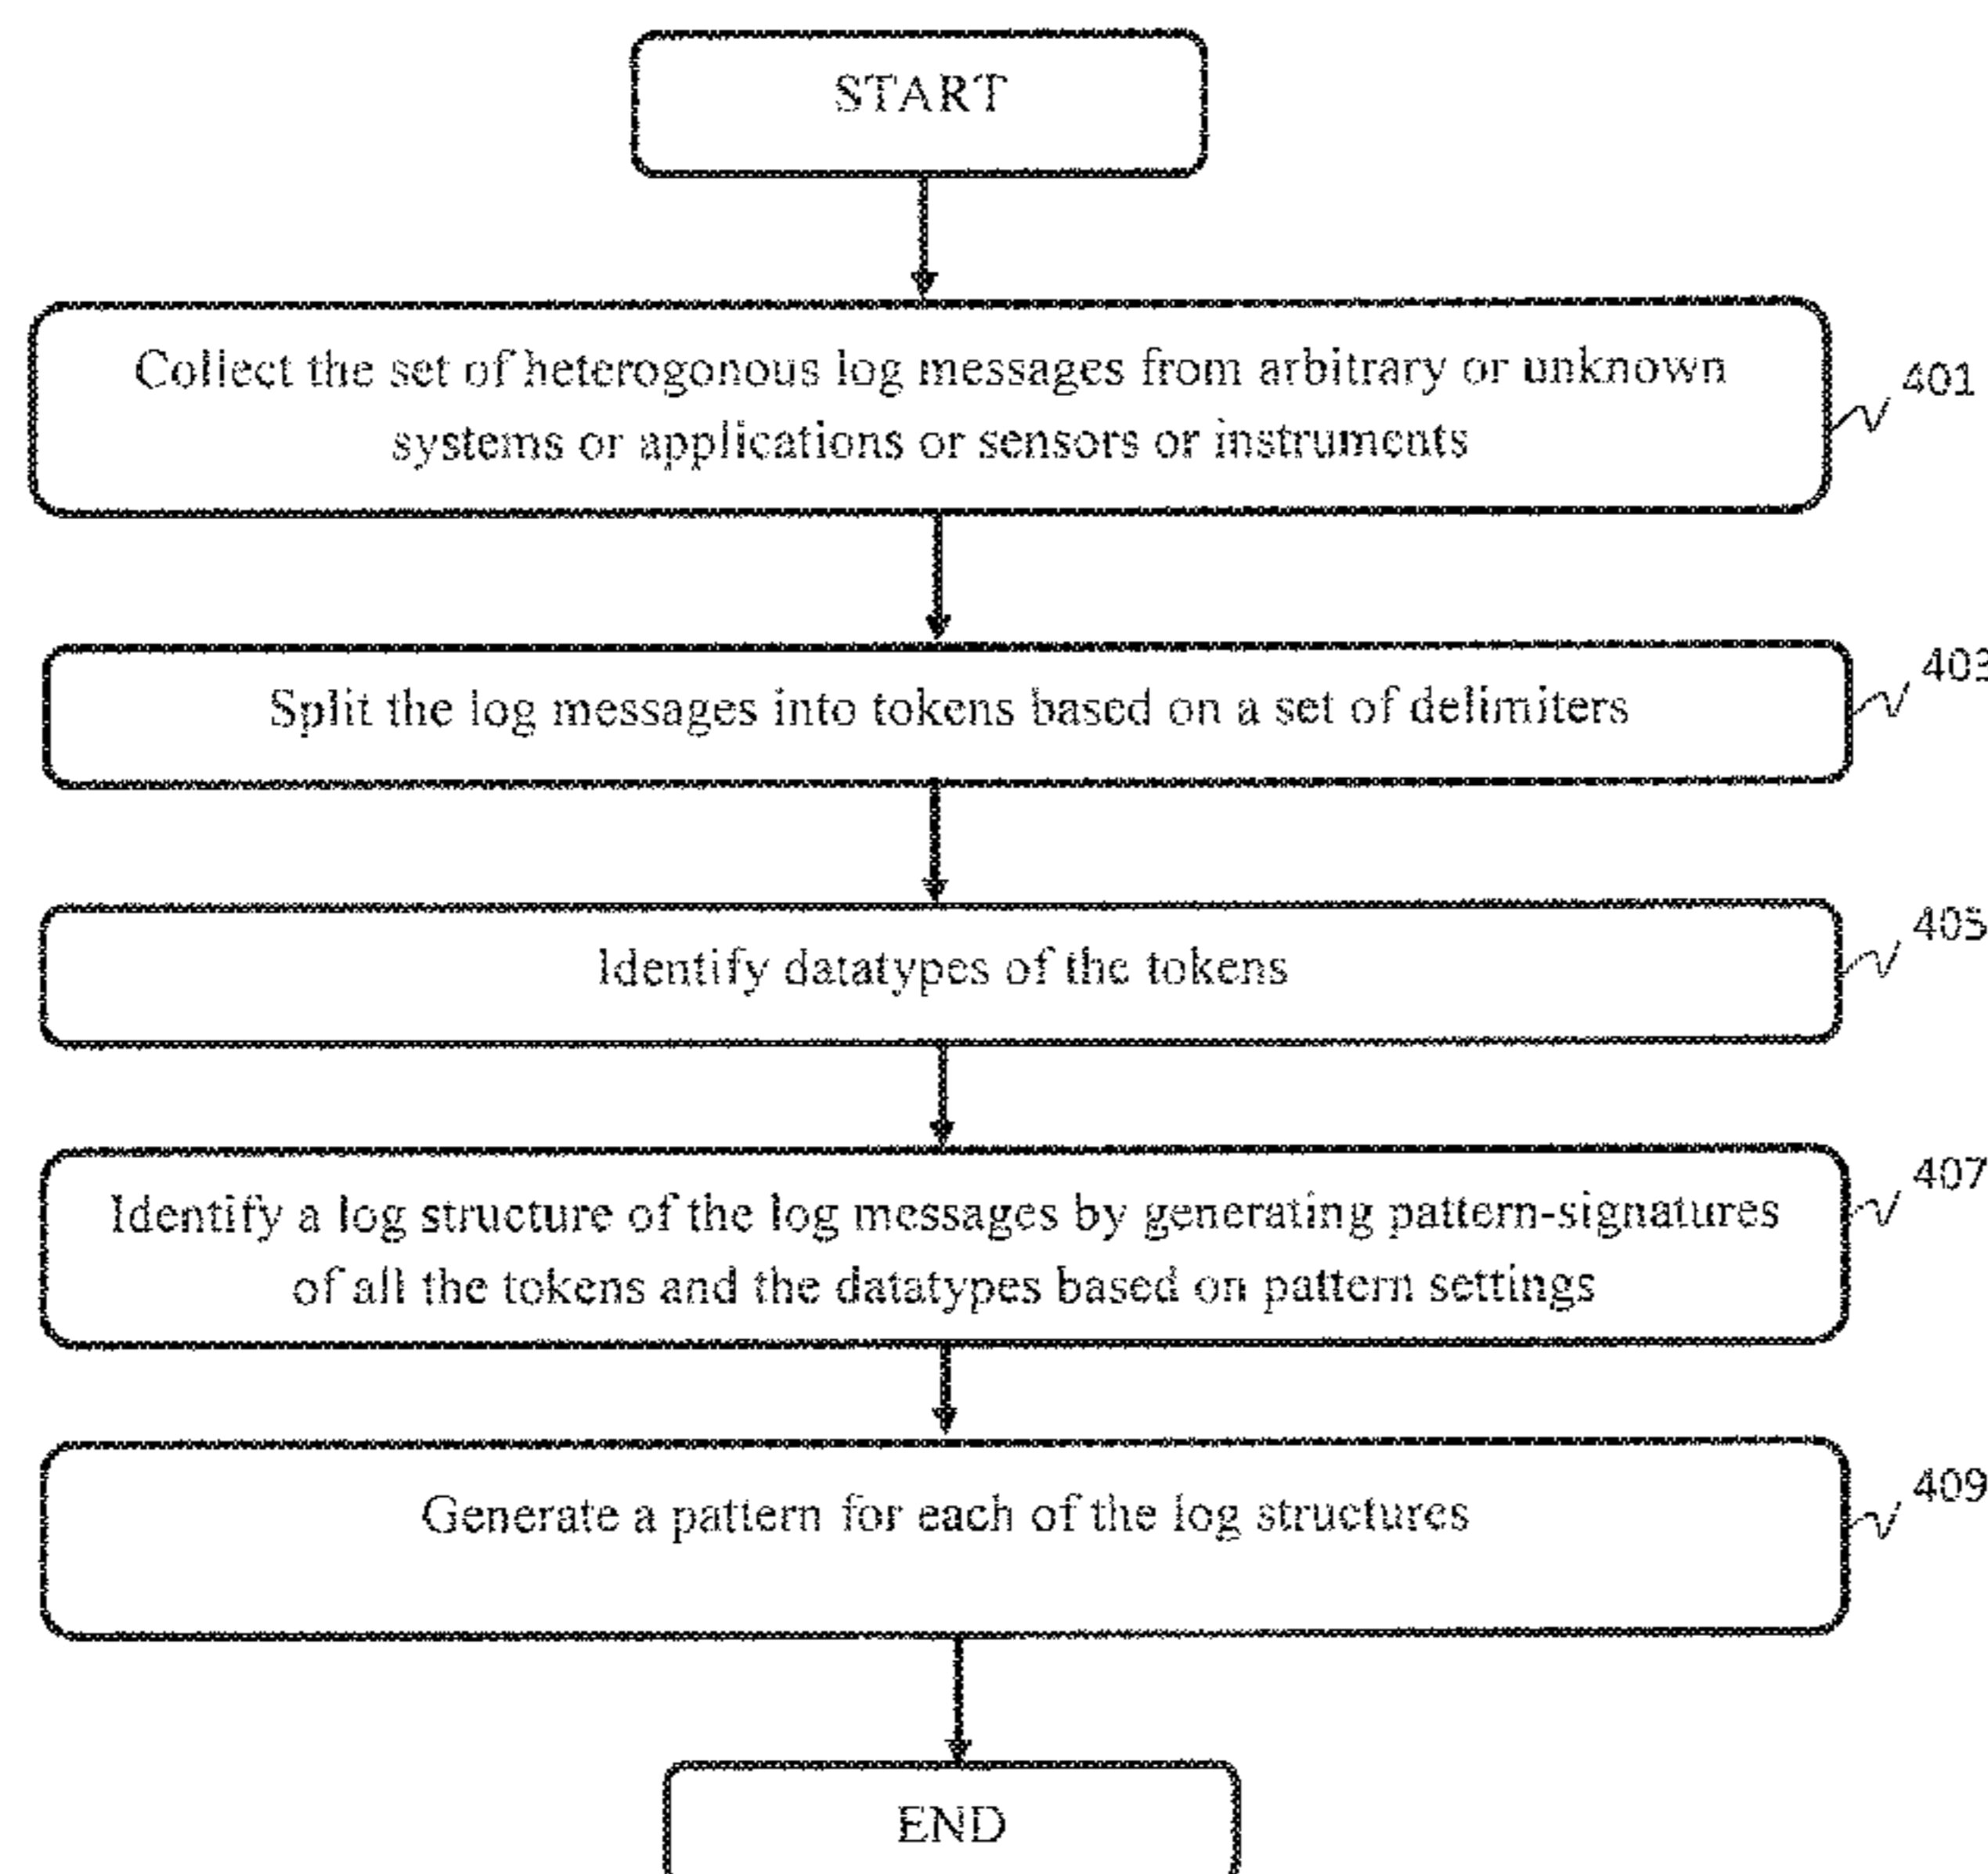 START
Collect the set of heterogonous log messages from arbitrary or unknown
systems or applications or sensors or instruments
401
Split the log messages into tokens based on a set of delimiters
403
Identify datatypes of the tokens
405
Identify a log structure of the log messages by generating pattern-signatures
of all the tokens and the datatypes based on pattern settings
407
Generate a pattern for each of the log structures
409
END